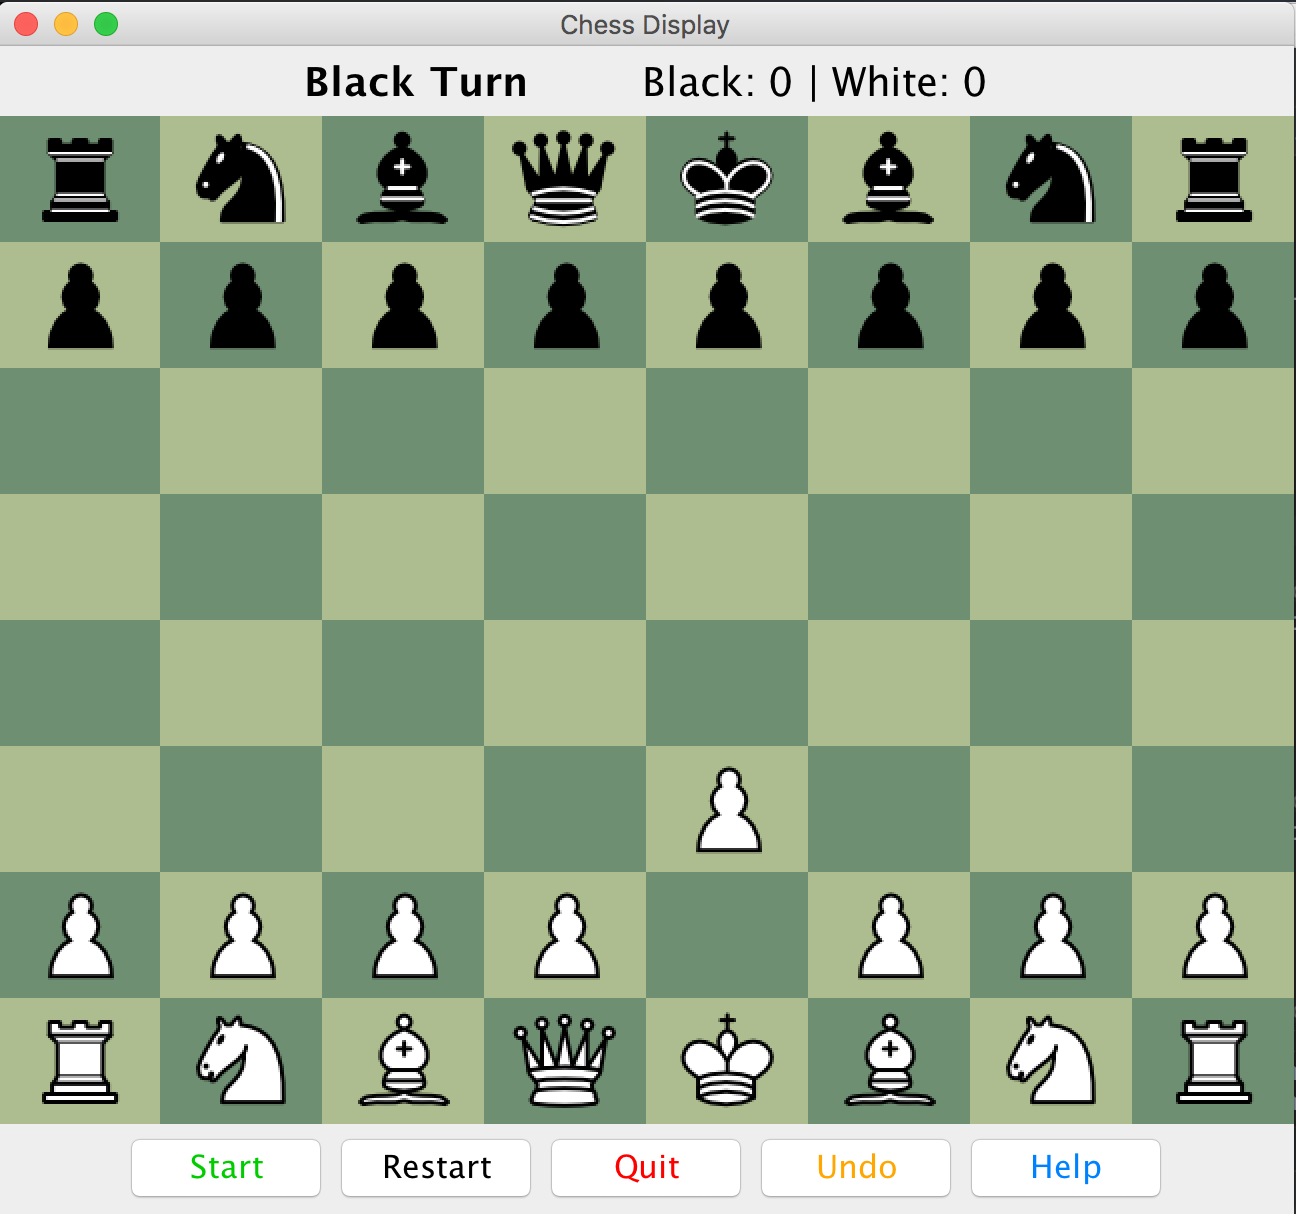 Chess Display
Black Turn Black: 0 | White: 0
Start Restart Quit Undo Help